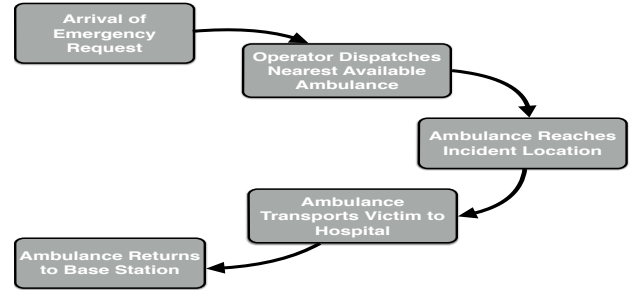 Arrival of
Emergency
Request
Operator Dispatches
Nearest Available
Ambulance
Ambulance Reaches
Incident Location
Ambulance
Transports Victim to
Hospital
Ambulance Returns
to Base Station